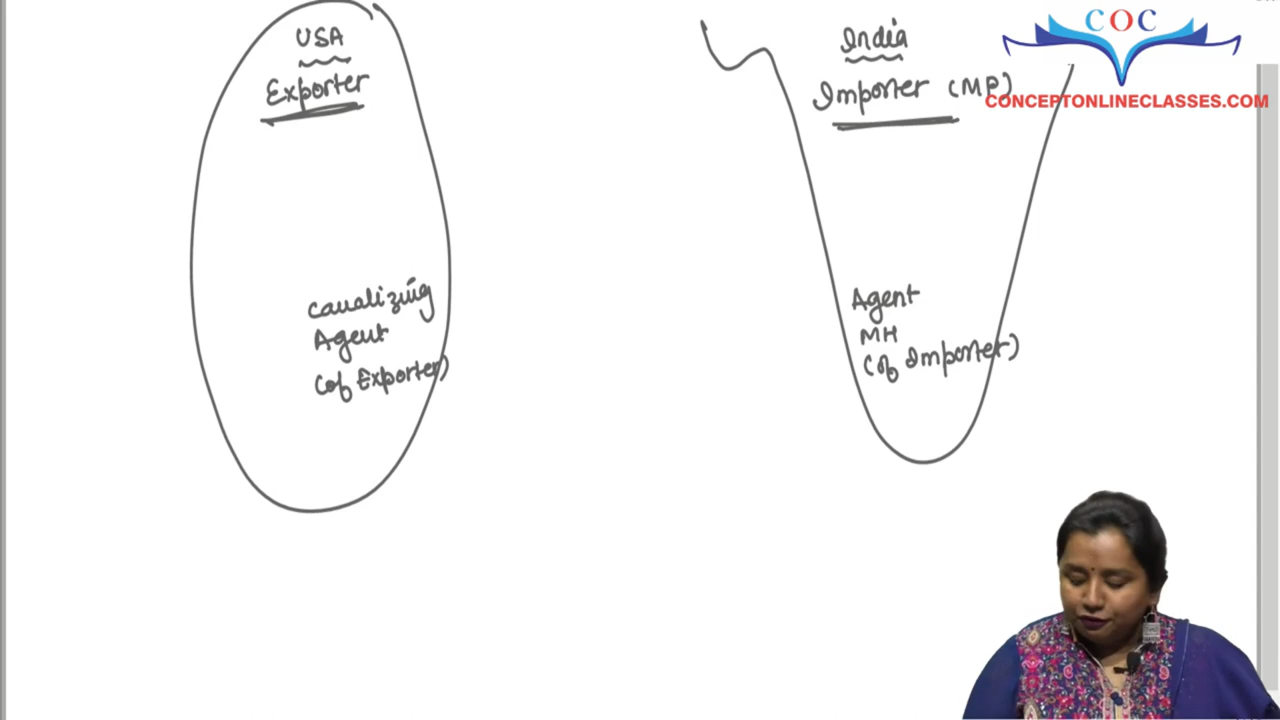 USA
Exporter
Canalizing
Agent
(of Exporter)
India
Importer (MP)
Agent
MH
(of Importer)
COC
CONCEPTONLINECLASSES.COM